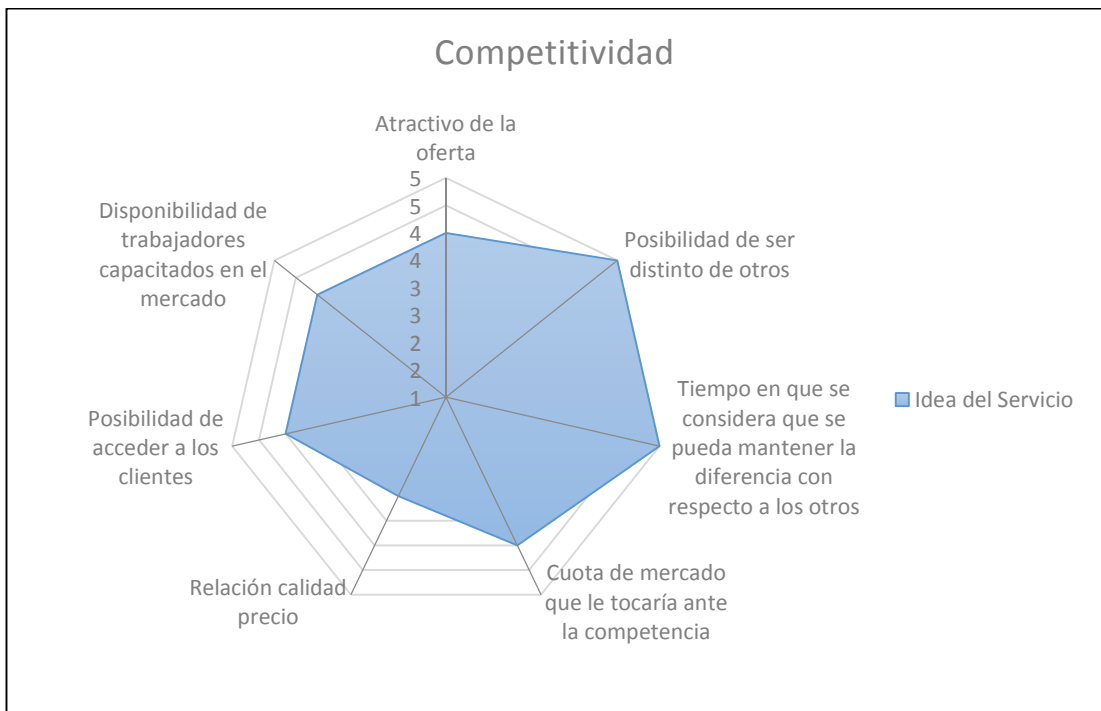 Competitividad
Atractivo de la
oferta
5
5
4
4
3
3
2
2
1
Posibilidad de ser
distinto de otros
Tiempo en que se
considera que se
pueda mantener la
diferencia con
respecto a los otros
Cuota de mercado
que le tocaría ante
la competencia
Relación calidad
precio
Posibilidad de
acceder a los
clientes
Disponibilidad de
trabajadores
capacitados en el
mercado
Idea del Servicio